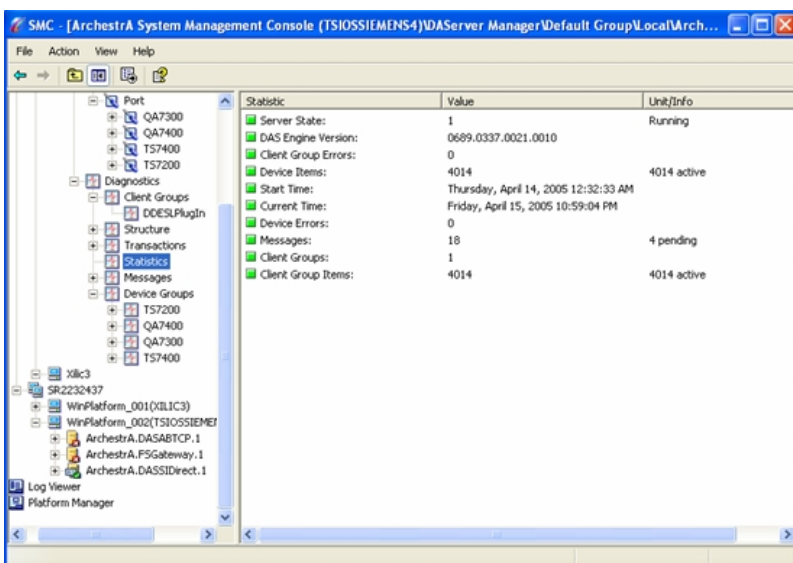 SMC - [ArchestrA System Management Console (TSIOSSIEMENS4)\DAServer Manager\Default Group\Local\Arch...
File Action View Help
Port
QA7300
QA7400
TS7400
TS7200
Diagnostics
Client Groups
DDESLPlugIn
Structure
Transactions
Statistics
Messages
Device Groups
TS7200
QA7400
QA7300
TS7400
Xilic3
SR2232437
WinPlatform_001(XILIC3)
WinPlatform_002(TSIOSSIEMEN
ArchestrA.DASABTCP.1
ArchestrA.FSGateway.1
ArchestrA.DASSIDirect.1
Log Viewer
Platform Manager
Statistic Value Unit/Info
Server State: 1 Running
DAS Engine Version: 0689.0337.0021.0010
Client Group Errors: 0
Device Items: 4014 4014 active
Start Time: Thursday, April 14, 2005 12:32:33 AM
Current Time: Friday, April 15, 2005 10:59:04 PM
Device Errors: 0
Messages: 18 4 pending
Client Groups: 1
Client Group Items: 4014 4014 active